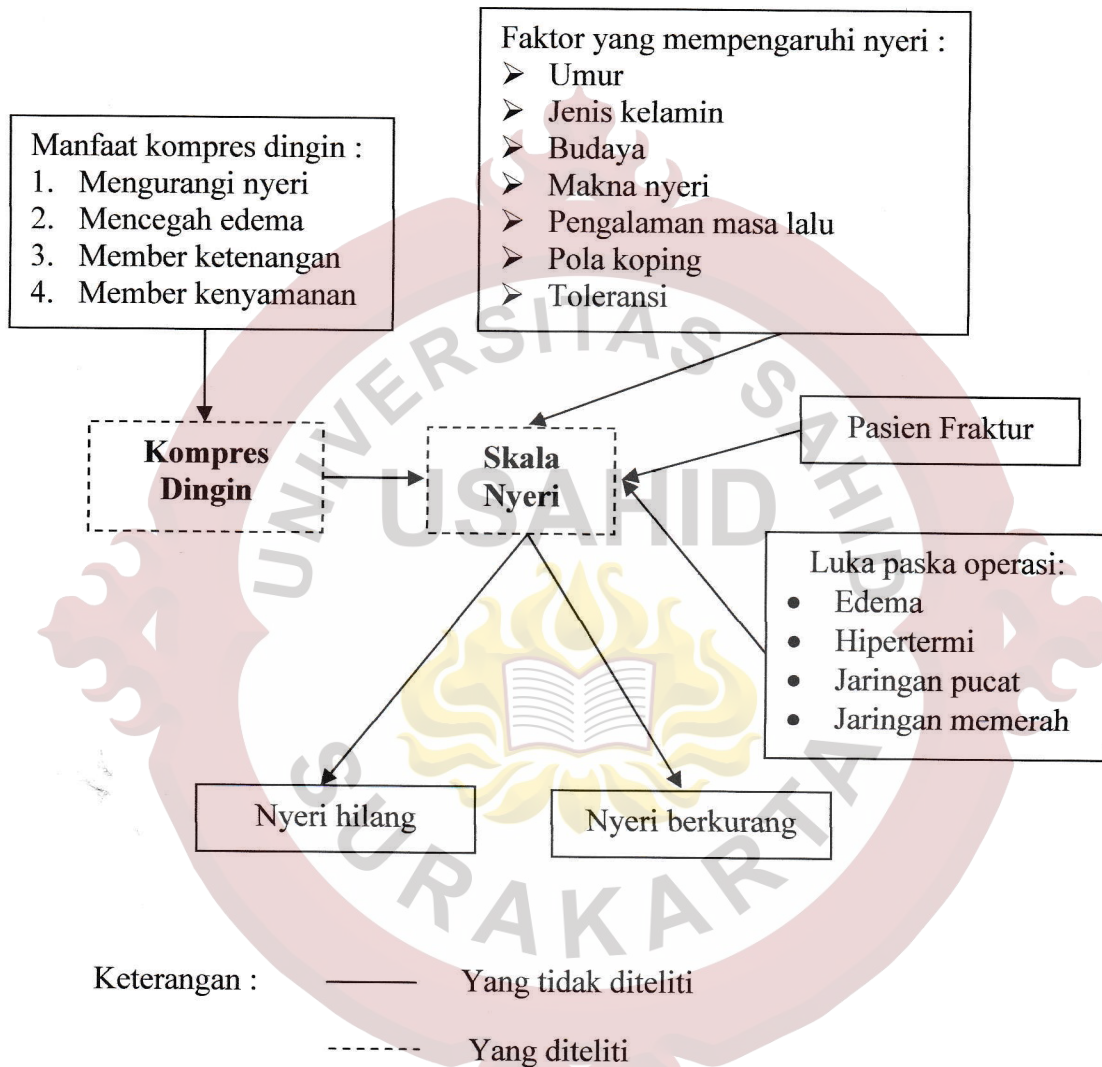 Faktor yang mempengaruhi nyeri :
➢ Umur
➢ Jenis kelamin
➢ Budaya
➢ Makna nyeri
➢ Pengalaman masa lalu
➢ Pola koping
➢ Toleransi
Manfaat kompres dingin :
1. Mengurangi nyeri
2. Mencegah edema
3. Member ketenangan
4. Member kenyamanan
Kompres
Dingin
Skala
Nyeri
Pasien Fraktur
Luka paska operasi:
• Edema
• Hipertermi
• Jaringan pucat
• Jaringan memerah
Nyeri hilang
Nyeri berkurang
UNIVERSITAS SAHID
USAHID
SURAKARTA
Keterangan : Yang tidak diteliti
Yang diteliti